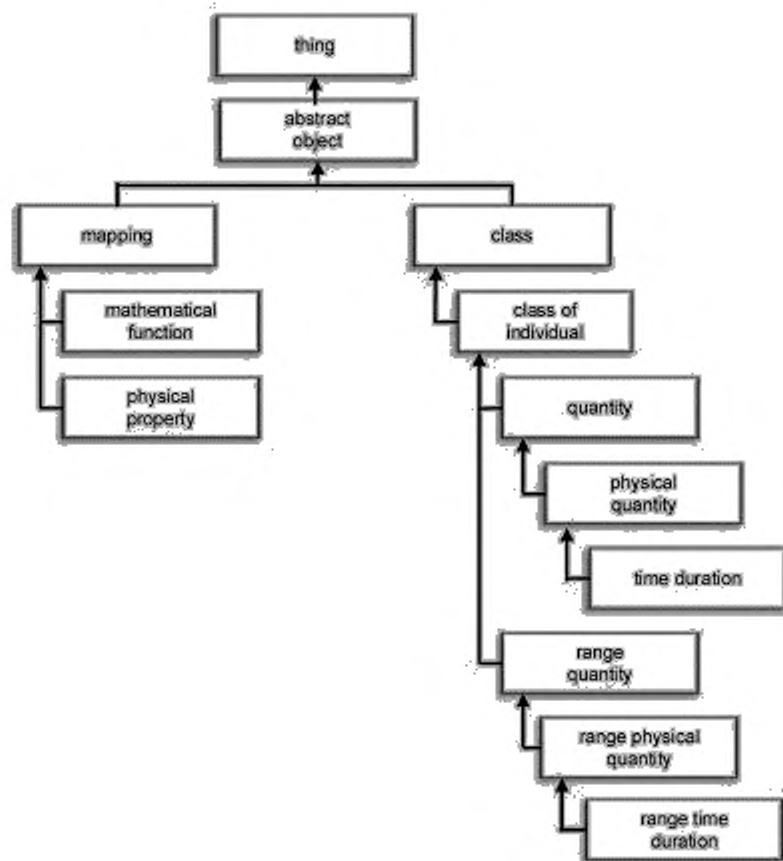 thing
abstract
object
mapping
class
mathematical
function
class of
individual
physical
property
quantity
physical
quantity
time duration
range
quantity
range physical
quantity
range time
duration